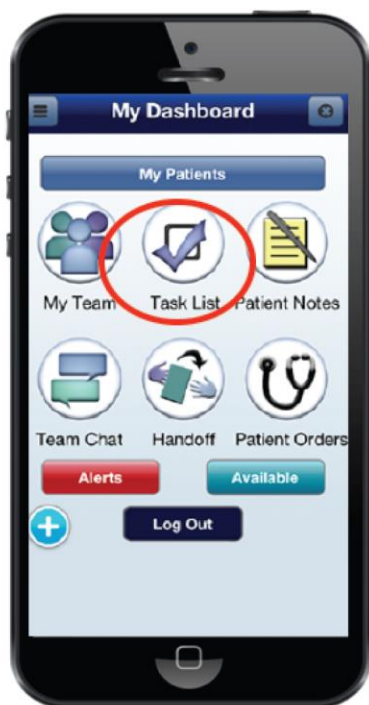 My Dashboard
My Patients
My Team Task List Patient Notes
Team Chat Handoff Patient Orders
Alerts Available
Log Out